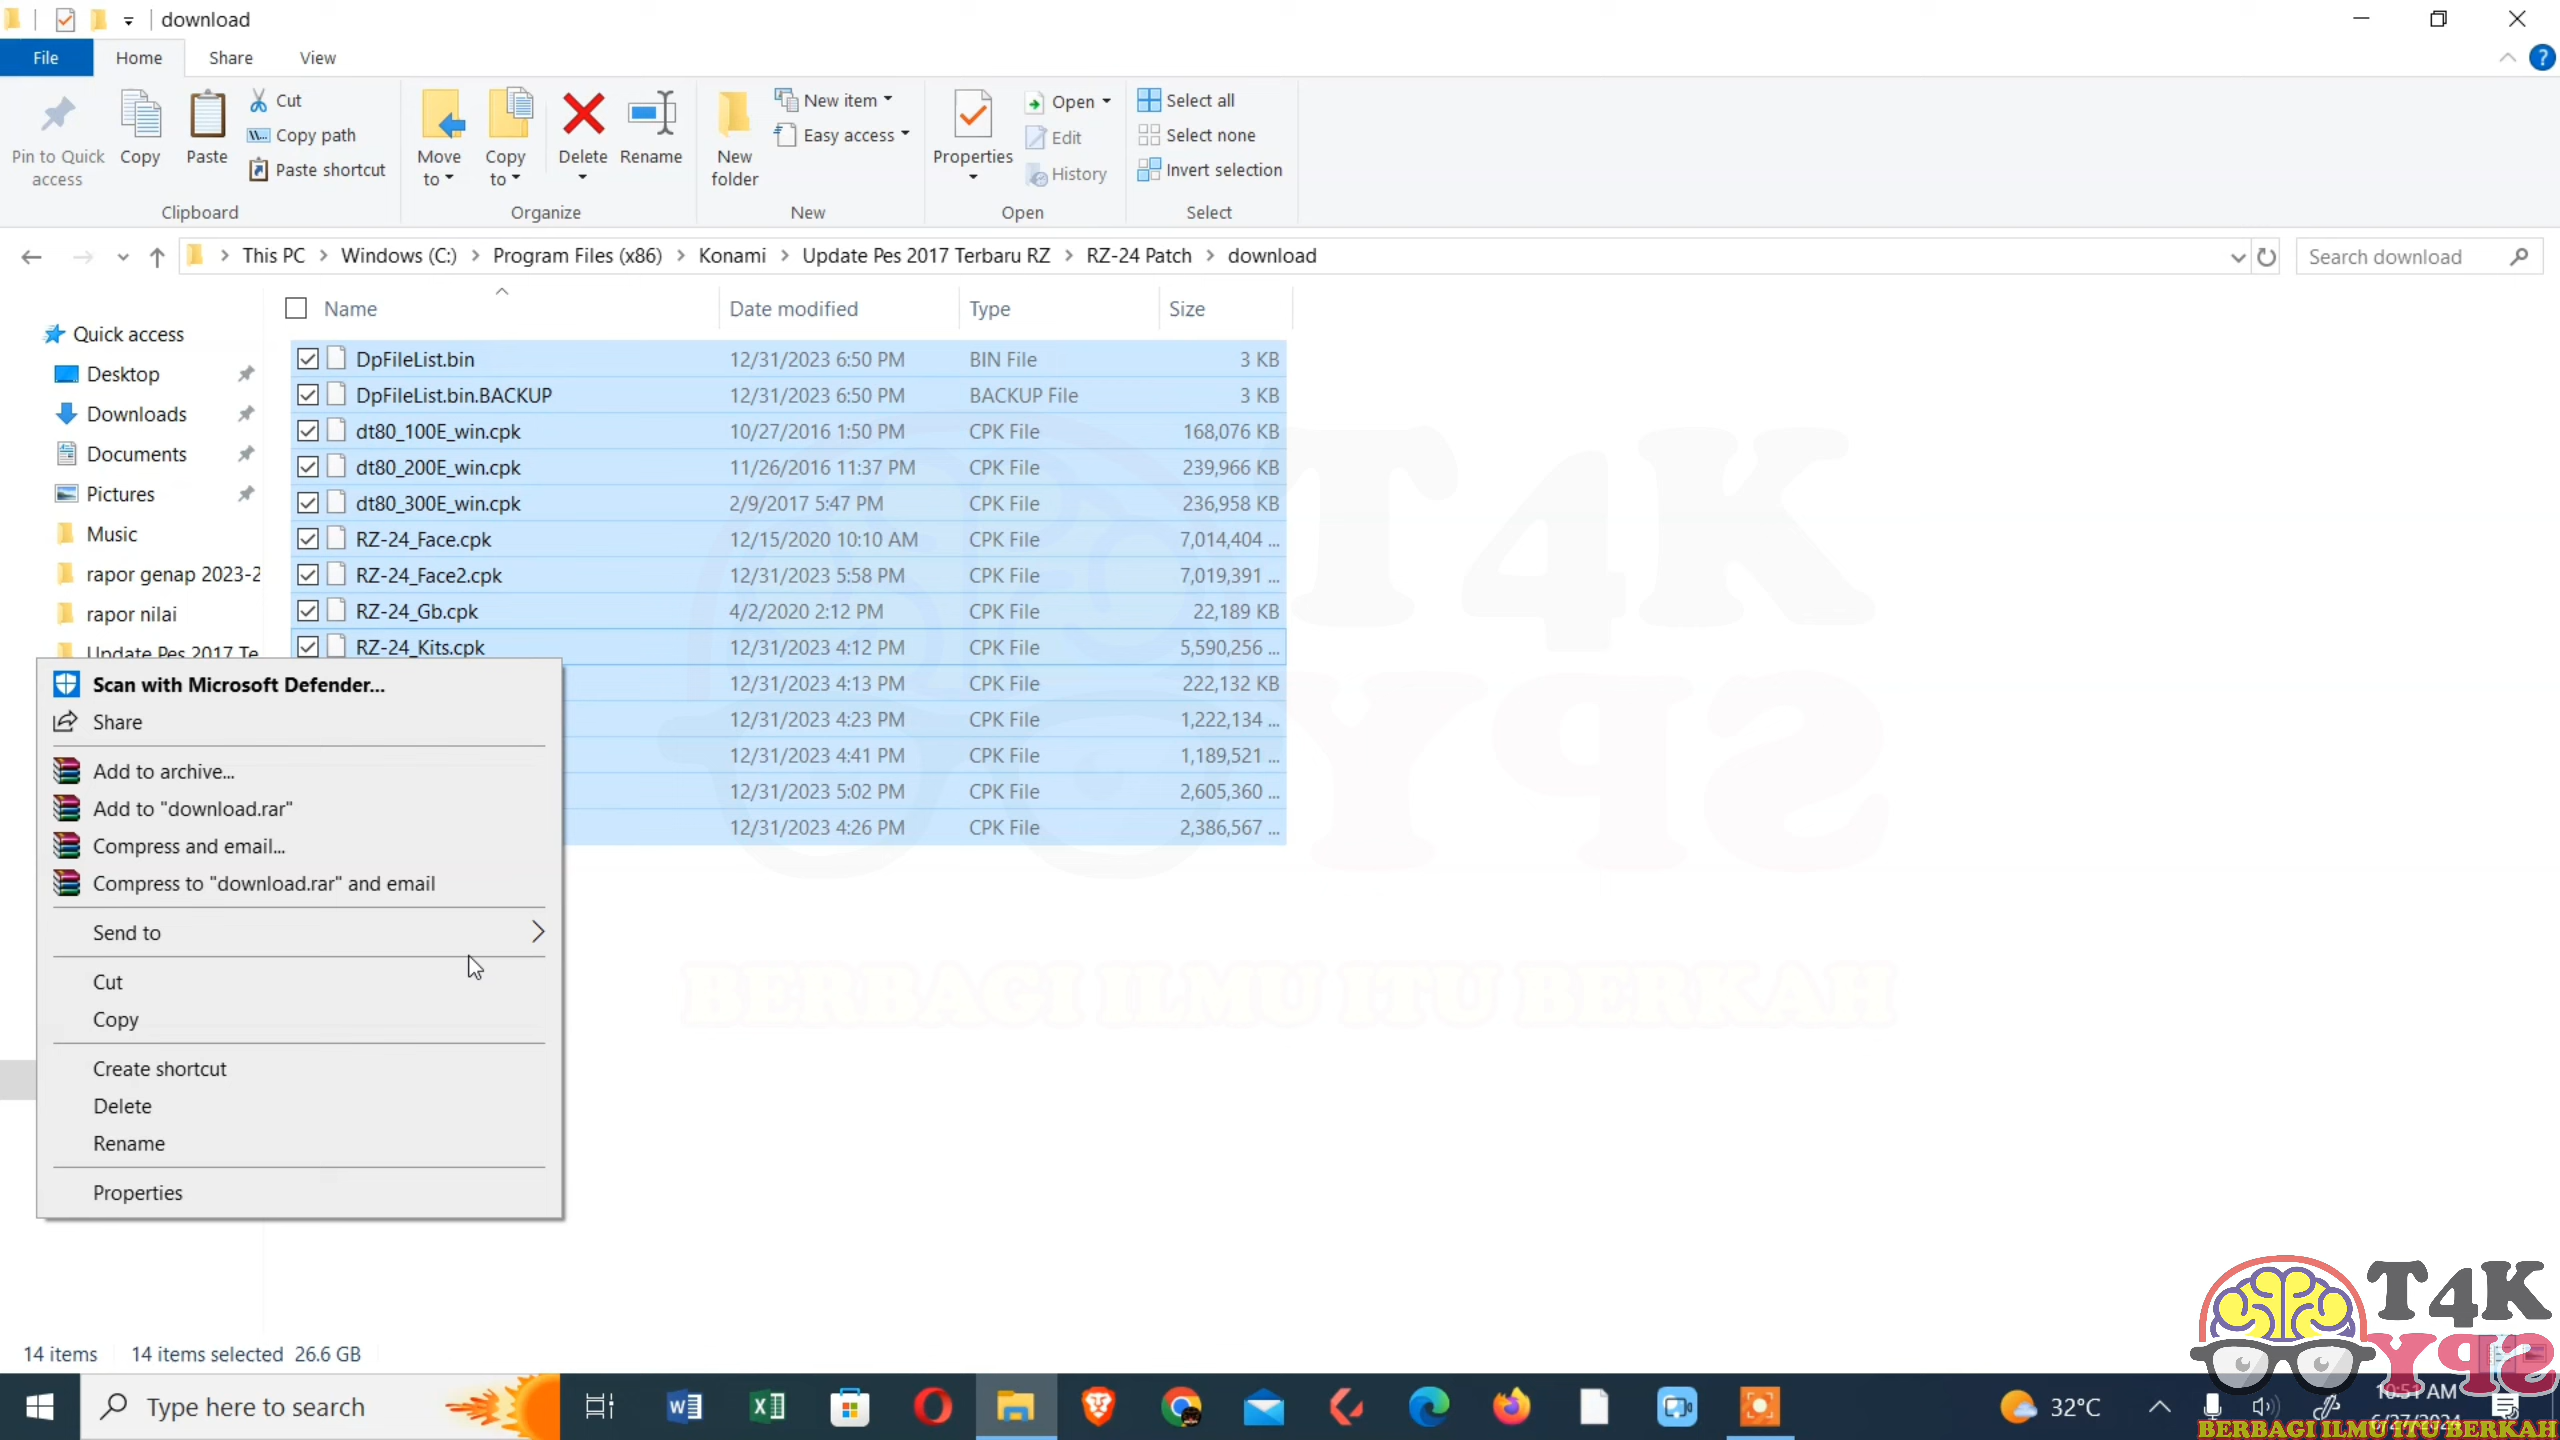 download
File Home Share View
Pin to Quick access
Copy
Paste
Cut
Copy path
Paste shortcut
Clipboard
Move to
Copy to
Delete
Rename
Organize
New folder
New item
Easy access
New
Properties
Open
Edit
History
Open
Select all
Select none
Invert selection
Select
This PC > Windows (C:) > Program Files (x86) > Konami > Update Pes 2017 Terbaru RZ > RZ-24 Patch > download
Search download
Name Date modified Type Size
Quick access
Desktop
Downloads
Documents
Pictures
Music
rapor genap 2023-2
rapor nilai
Update Pes 2017 Te
DpFileList.bin 12/31/2023 6:50 PM BIN File 3 KB
DpFileList.bin.BACKUP 12/31/2023 6:50 PM BACKUP File 3 KB
dt80_100E_win.cpk 10/27/2016 1:50 PM CPK File 168,076 KB
dt80_200E_win.cpk 11/26/2016 11:37 PM CPK File 239,966 KB
dt80_300E_win.cpk 2/9/2017 5:47 PM CPK File 236,958 KB
RZ-24_Face.cpk 12/15/2020 10:10 AM CPK File 7,014,404 ...
RZ-24_Face2.cpk 12/31/2023 5:58 PM CPK File 7,019,391 ...
RZ-24_Gb.cpk 4/2/2020 2:12 PM CPK File 22,189 KB
RZ-24_Kits.cpk 12/31/2023 4:12 PM CPK File 5,590,256 ...
12/31/2023 4:13 PM CPK File 222,132 KB
12/31/2023 4:23 PM CPK File 1,222,134 ...
12/31/2023 4:41 PM CPK File 1,189,521 ...
12/31/2023 5:02 PM CPK File 2,605,360 ...
12/31/2023 4:26 PM CPK File 2,386,567 ...
Scan with Microsoft Defender...
Share
Add to archive...
Add to "download.rar"
Compress and email...
Compress to "download.rar" and email
Send to
Cut
Copy
Create shortcut
Delete
Rename
Properties
T4K
YPS
BERBAGI ILMU ITU BERKAH
14 items 14 items selected 26.6 GB
Type here to search
32°C
10:51 AM
6/27/2024
T4K
YPS
BERBAGI ILMU ITU BERKAH